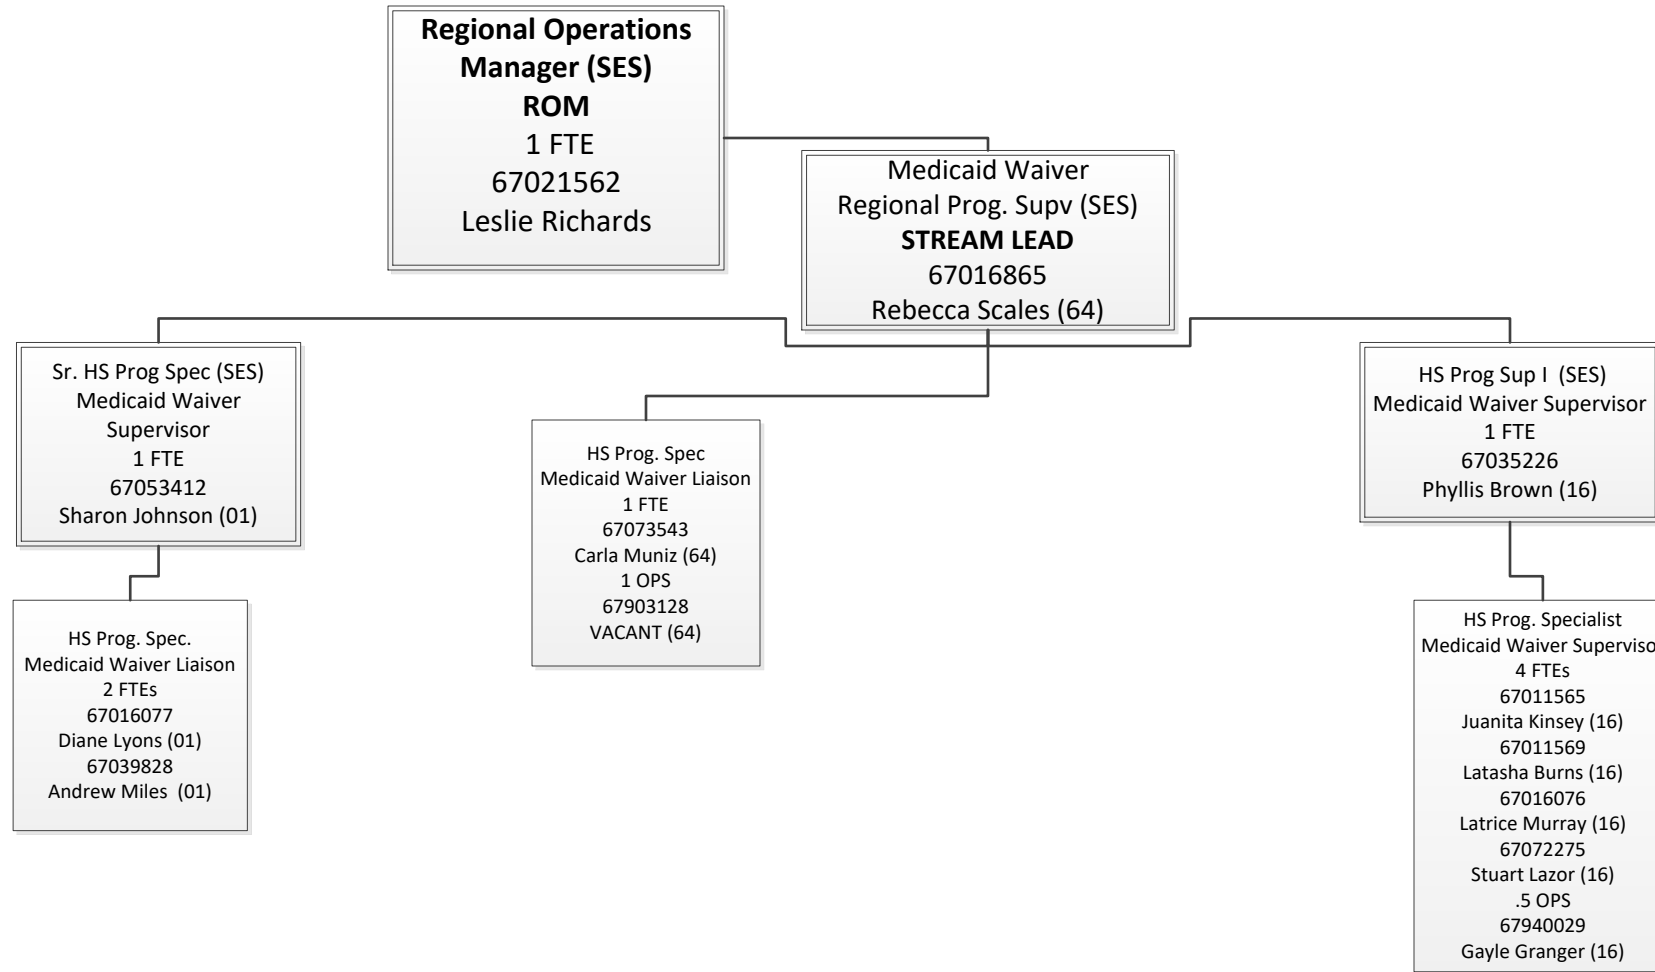 Regional Operations
Manager (SES)
ROM
1 FTE
67021562
Leslie Richards
Medicaid Waiver
Regional Prog. Supv (SES)
STREAM LEAD
67016865
Rebecca Scales (64)
Sr. HS Prog Spec (SES)
Medicaid Waiver
Supervisor
1 FTE
67053412
Sharon Johnson (01)
HS Prog. Spec
Medicaid Waiver Liaison
1 FTE
67073543
Carla Muniz (64)
1 OPS
67903128
VACANT (64)
HS Prog Sup I (SES)
Medicaid Waiver Supervisor
1 FTE
67035226
Phyllis Brown (16)
HS Prog. Spec.
Medicaid Waiver Liaison
2 FTEs
67016077
Diane Lyons (01)
67039828
Andrew Miles (01)
HS Prog. Specialist
Medicaid Waiver Superviso
4 FTEs
67011565
Juanita Kinsey (16)
67011569
Latasha Burns (16)
67016076
Latrice Murray (16)
67072275
Stuart Lazor (16)
.5 OPS
67940029
Gayle Granger (16)